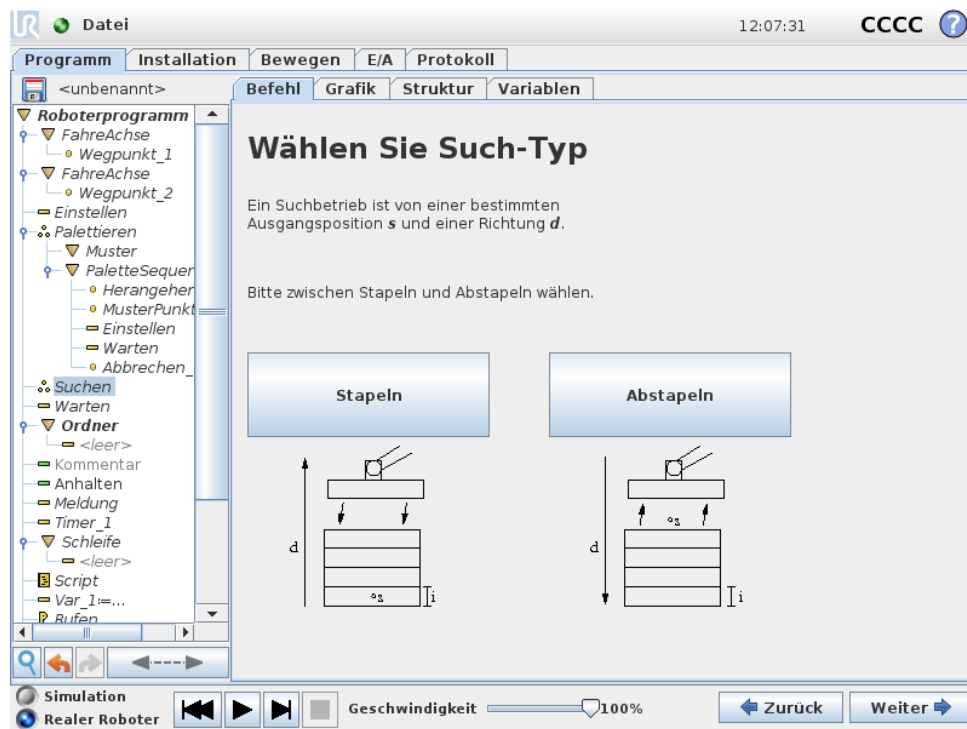 UR Datei 12:07:31 CCCC ?
Programm Installation Bewegen E/A Protokoll
<unbenannt> Befehl Grafik Struktur Variablen
Roboterprogramm
FahreAchse
Wegpunkt_1
FahreAchse
Wegpunkt_2
Einstellen
Palettieren
Muster
PaletteSequer
Herangeher
MusterPunkt
Einstellen
Warten
Abbrechen_
Suchen
Warten
Ordner
<leer>
Kommentar
Anhalten
Meldung
Timer_1
Schleife
<leer>
Script
Var_1:=...
Rufen
Wählen Sie Such-Typ
Ein Suchbetrieb ist von einer bestimmten
Ausgangsposition s und einer Richtung d.
Bitte zwischen Stapeln und Abstapeln wählen.
Stapeln Abstapeln
d s i
d s i
Simulation
Realer Roboter
Geschwindigkeit 100% Zurück Weiter